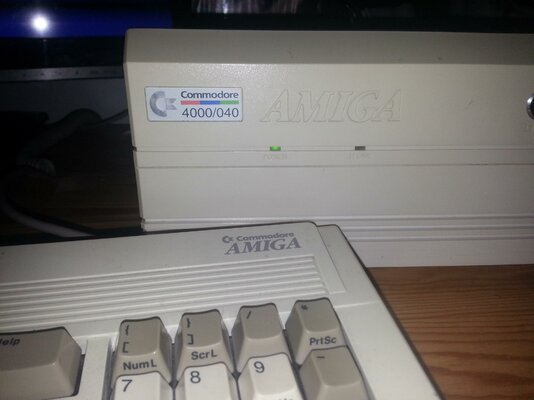 Commodore
4000/040
AMIGA
POWER
Commodore
AMIGA
Help
{ } / *
[ ] PrtSc
NumL ScrL
7 8 9 -